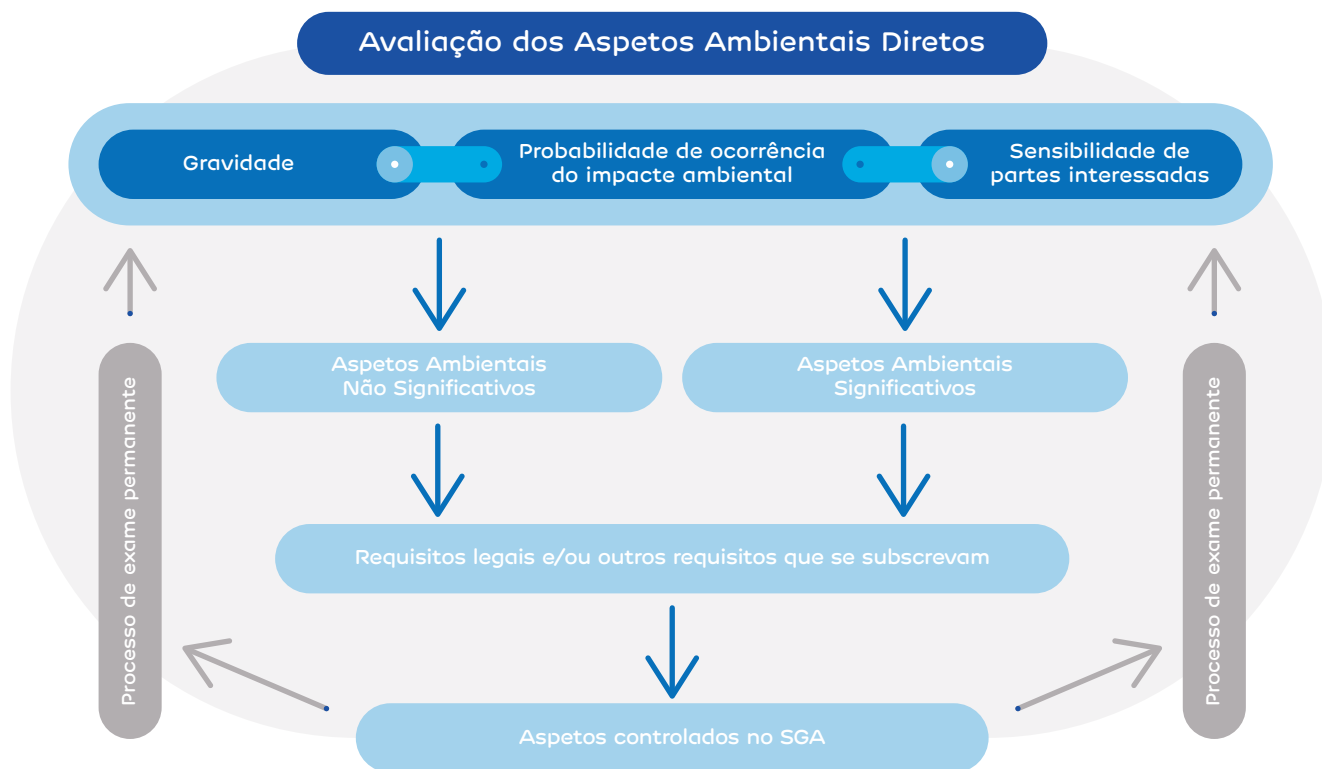 Avaliação dos Aspetos Ambientais Diretos
Gravidade
Probabilidade de ocorrência
do impacte ambiental
Sensibilidade de
partes interessadas
Aspetos Ambientais
Não Significativos
Aspetos Ambientais
Significativos
Processo de exame permanente
Processo de exame permanente
Requisitos legais e/ou outros requisitos que se subscrevam
Aspetos controlados no SGA